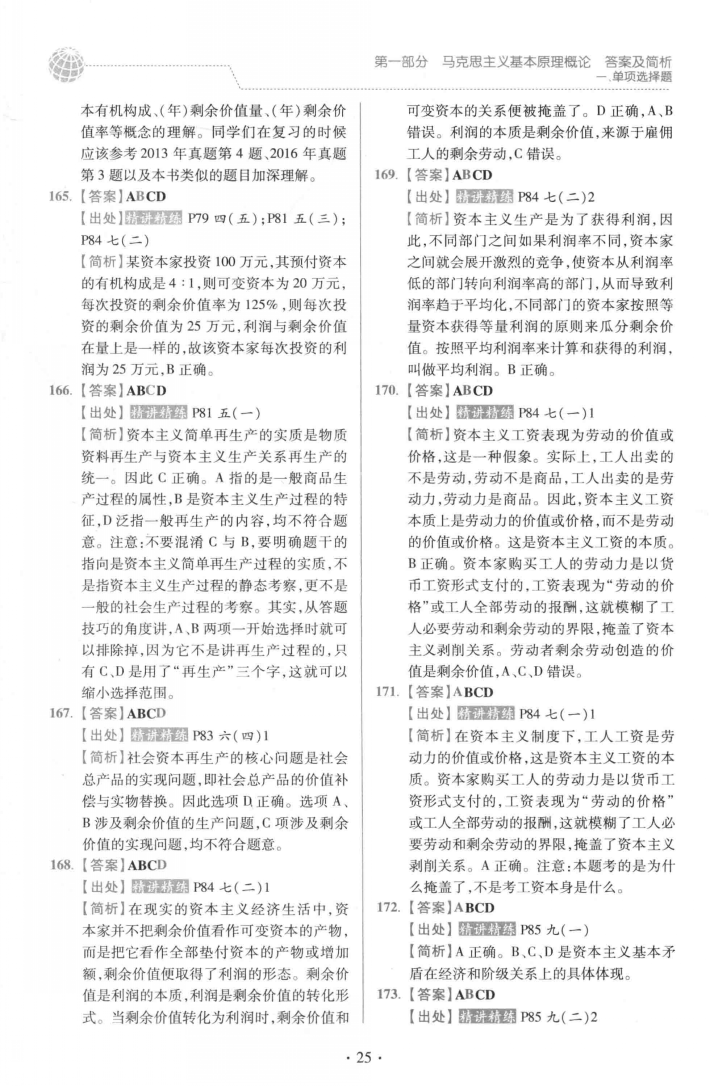 第一部分　马克思主义基本原理概论　答案及简析
一、单项选择题
本有机构成、(年)剩余价值量、(年)剩余价
值率等概念的理解。同学们在复习的时候
应该参考 2013 年真题第 4 题、2016 年真题
第 3 题以及本书类似的题目加深理解。
165.【答案】ABCD
【出处】精讲精练 P79 四(五);P81 五(三);
P84 七(二)
【简析】某资本家投资 100 万元,其预付资本
的有机构成是 4∶1,则可变资本为 20 万元,
每次投资的剩余价值率为 125%,则每次投
资的剩余价值为 25 万元,利润与剩余价值
在量上是一样的,故该资本家每次投资的利
润为 25 万元,B 正确。
166.【答案】ABCD
【出处】精讲精练 P81 五(一)
【简析】资本主义简单再生产的实质是物质
资料再生产与资本主义生产关系再生产的
统一。因此 C 正确。A 指的是一般商品生
产过程的属性,B 是资本主义生产过程的特
征,D 泛指一般再生产的内容,均不符合题
意。注意:不要混淆 C 与 B,要明确题干的
指向是资本主义简单再生产过程的实质,不
是指资本主义生产过程的静态考察,更不是
一般的社会生产过程的考察。其实,从答题
技巧的角度讲,A、B 两项一开始选择时就可
以排除掉,因为它不是讲再生产过程的,只
有 C、D 是用了“再生产”三个字,这就可以
缩小选择范围。
167.【答案】ABCD
【出处】精讲精练 P83 六(四)1
【简析】社会资本再生产的核心问题是社会
总产品的实现问题,即社会总产品的价值补
偿与实物替换。因此选项 D 正确。选项 A、
B 涉及剩余价值的生产问题,C 项涉及剩余
价值的实现问题,均不符合题意。
168.【答案】ABCD
【出处】精讲精练 P84 七(二)1
【简析】在现实的资本主义经济生活中,资
本家并不把剩余价值看作可变资本的产物,
而是把它看作全部垫付资本的产物或增加
额,剩余价值便取得了利润的形态。剩余价
值是利润的本质,利润是剩余价值的转化形
式。当剩余价值转化为利润时,剩余价值和
可变资本的关系便被掩盖了。D 正确,A、B
错误。利润的本质是剩余价值,来源于雇佣
工人的剩余劳动,C 错误。
169.【答案】ABCD
【出处】精讲精练 P84 七(二)2
【简析】资本主义生产是为了获得利润,因
此,不同部门之间如果利润率不同,资本家
之间就会展开激烈的竞争,使资本从利润率
低的部门转向利润率高的部门,从而导致利
润率趋于平均化,不同部门的资本家按照等
量资本获得等量利润的原则来瓜分剩余价
值。按照平均利润率来计算和获得的利润,
叫做平均利润。B 正确。
170.【答案】ABCD
【出处】精讲精练 P84 七(一)1
【简析】资本主义工资表现为劳动的价值或
价格,这是一种假象。实际上,工人出卖的
不是劳动,劳动不是商品,工人出卖的是劳
动力,劳动力是商品。因此,资本主义工资
本质上是劳动力的价值或价格,而不是劳动
的价值或价格。这是资本主义工资的本质。
B 正确。资本家购买工人的劳动力是以货
币工资形式支付的,工资表现为“劳动的价
格”或工人全部劳动的报酬,这就模糊了工
人必要劳动和剩余劳动的界限,掩盖了资本
主义剥削关系。劳动者剩余劳动创造的价
值是剩余价值,A、C、D 错误。
171.【答案】ABCD
【出处】精讲精练 P84 七(一)1
【简析】在资本主义制度下,工人工资是劳
动力的价值或价格,这是资本主义工资的本
质。资本家购买工人的劳动力是以货币工
资形式支付的,工资表现为“劳动的价格”
或工人全部劳动的报酬,这就模糊了工人必
要劳动和剩余劳动的界限,掩盖了资本主义
剥削关系。A 正确。注意:本题考的是为什
么掩盖了,不是考工资本身是什么。
172.【答案】ABCD
【出处】精讲精练 P85 九(一)
【简析】A 正确。B、C、D 是资本主义基本矛
盾在经济和阶级关系上的具体体现。
173.【答案】ABCD
【出处】精讲精练 P85 九(二)2
· 25 ·